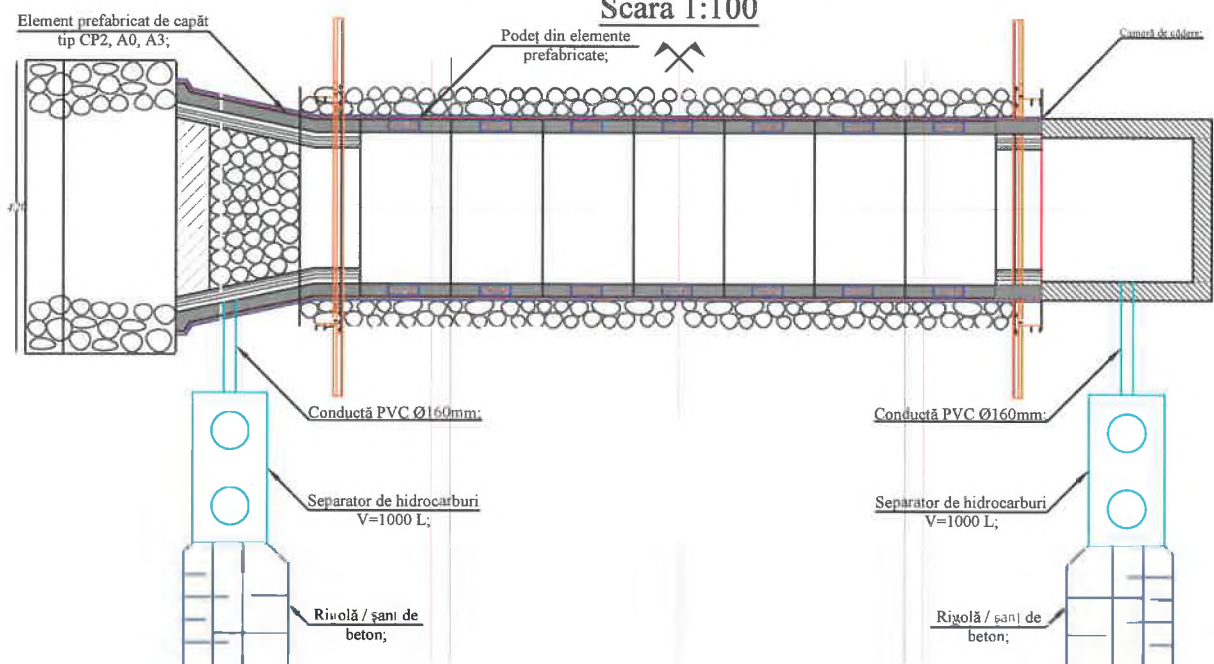 Scara 1:100
Element prefabricat de capăt
tip CP2, A0, A3;
Podeț din elemente
prefabricate;
Cameră de cădere;
Conductă PVC Ø160mm;
Conductă PVC Ø160mm;
Separator de hidrocarburi
V=1000 L;
Separator de hidrocarburi
V=1000 L;
Rigolă / șanț de
beton;
Rigolă / șanț de
beton;